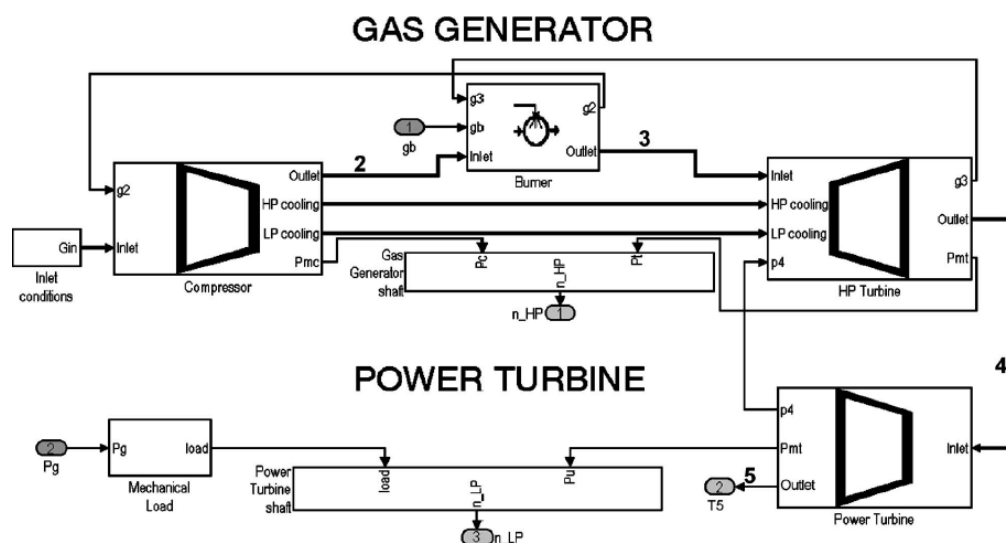 GAS GENERATOR
g3
1
gb
gb
Inlet
g2
Outlet
Burner
2
3
g2
Inlet
Outlet
HP cooling
LP cooling
Pmc
Compressor
Gin
Inlet
conditions
Inlet
HP cooling
LP cooling
p4
g3
Outlet
Pmt
HP Turbine
Gas
Generator
shaft
Pc
n_HP
Pt
n_HP
1
4
POWER TURBINE
2
Pg
Pg
load
Mechanical
Load
Power
Turbine
shaft
load
n_LP
Pu
3
n_LP
2
T5
5
p4
Pmt
Outlet
Inlet
Power Turbine